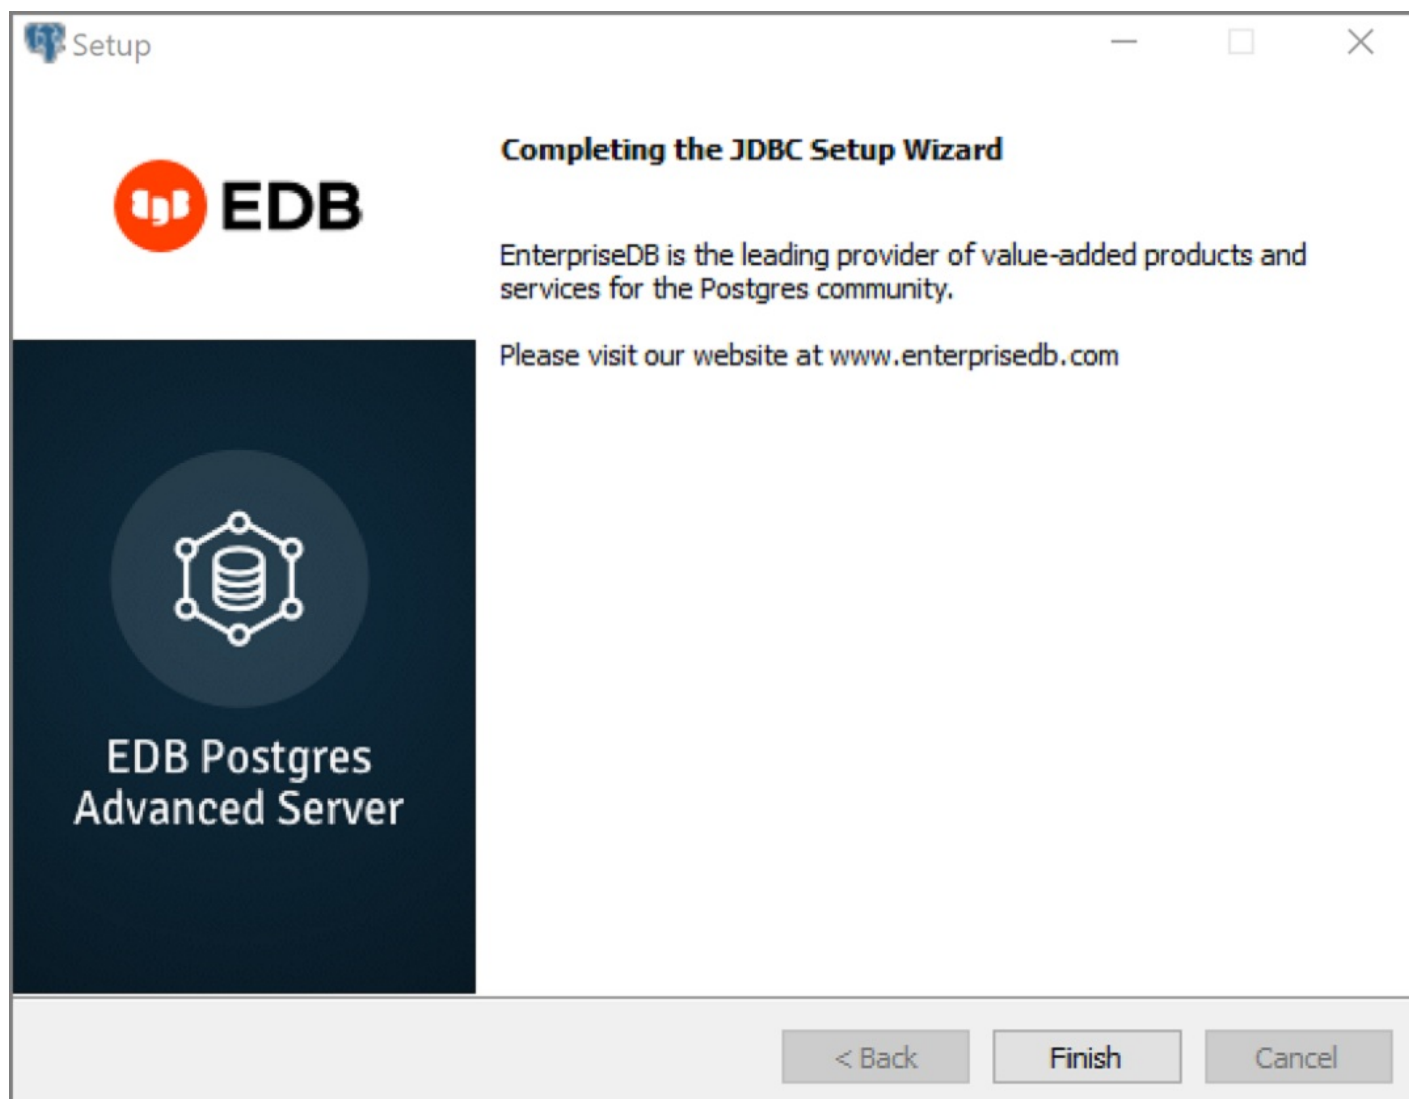 Setup
EDB
Completing the JDBC Setup Wizard
EnterpriseDB is the leading provider of value-added products and
services for the Postgres community.
Please visit our website at www.enterprisedb.com
EDB Postgres
Advanced Server
< Back
Finish
Cancel